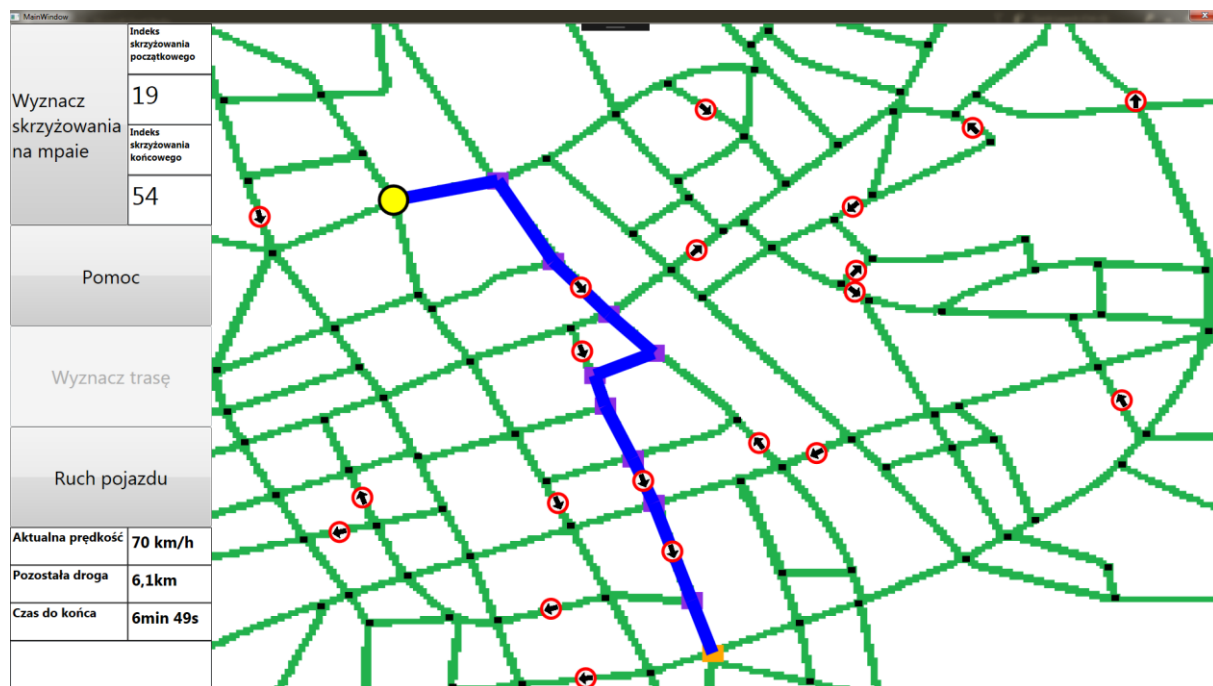 MainWindow
Wyznacz
skrzyżowania
na mpaie
Indeks
skrzyżowania
początkowego
19
Indeks
skrzyżowania
końcowego
54
Pomoc
Wyznacz trasę
Ruch pojazdu
Aktualna prędkość 70 km/h
Pozostała droga 6,1km
Czas do końca 6min 49s